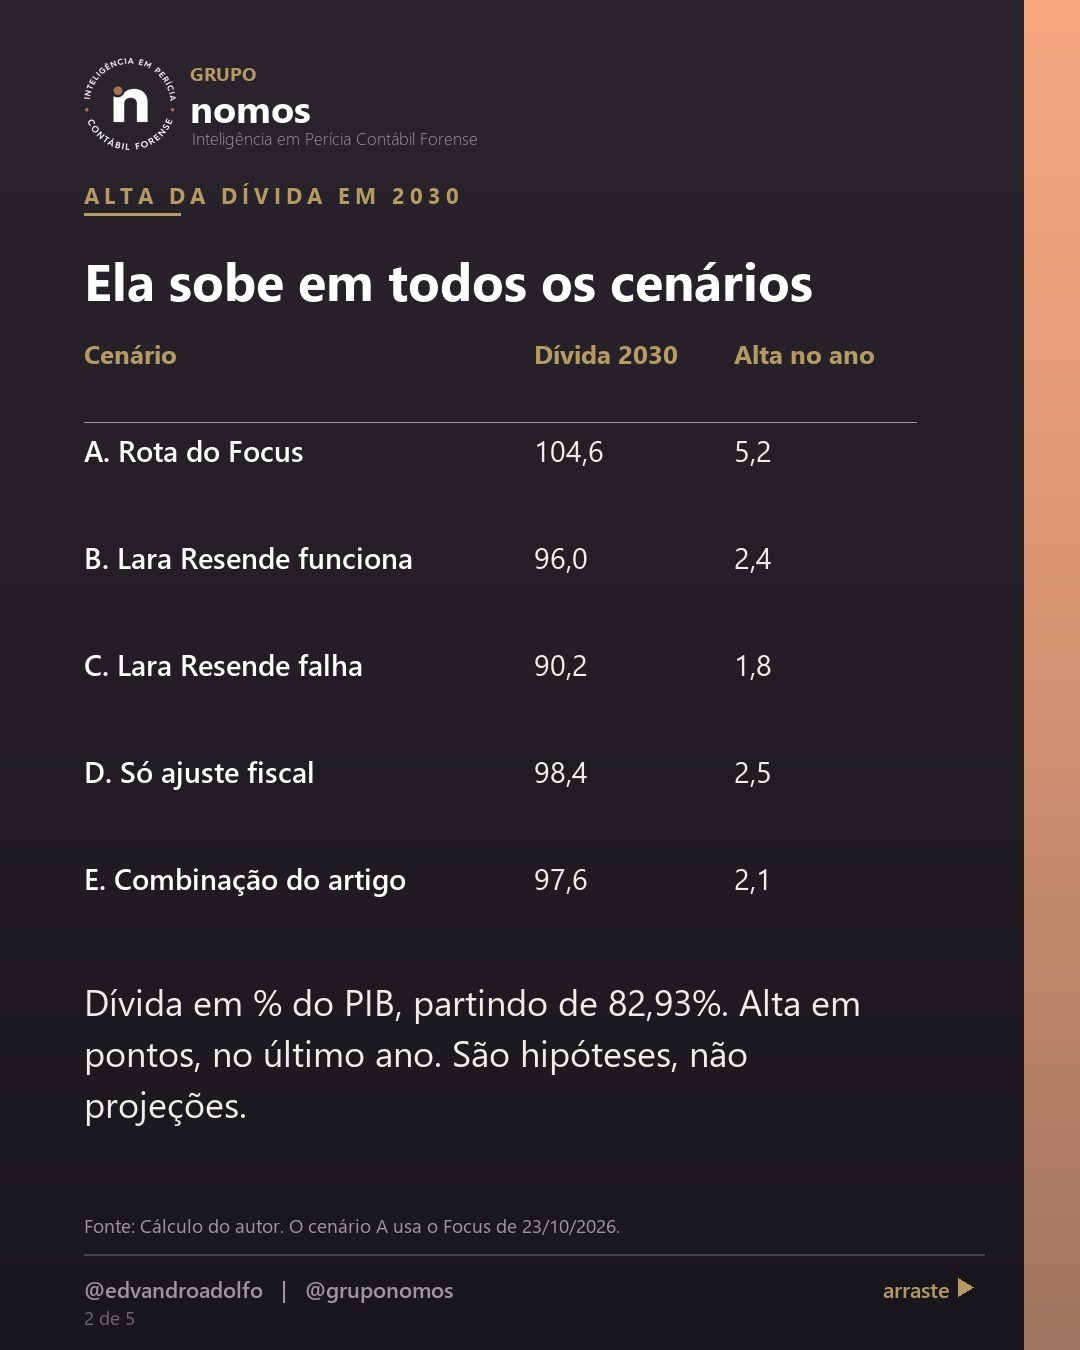 INTELIGÊNCIA EM PERÍCIA
CONTÁBIL FORENSE
n
GRUPO
nomos
Inteligência em Perícia Contábil Forense
ALTA DA DÍVIDA EM 2030
Ela sobe em todos os cenários
Cenário Dívida 2030 Alta no ano
A. Rota do Focus 104,6 5,2
B. Lara Resende funciona 96,0 2,4
C. Lara Resende falha 90,2 1,8
D. Só ajuste fiscal 98,4 2,5
E. Combinação do artigo 97,6 2,1
Dívida em % do PIB, partindo de 82,93%. Alta em
pontos, no último ano. São hipóteses, não
projeções.
Fonte: Cálculo do autor. O cenário A usa o Focus de 23/10/2026.
@edvandroadolfo | @gruponomos arraste
2 de 5